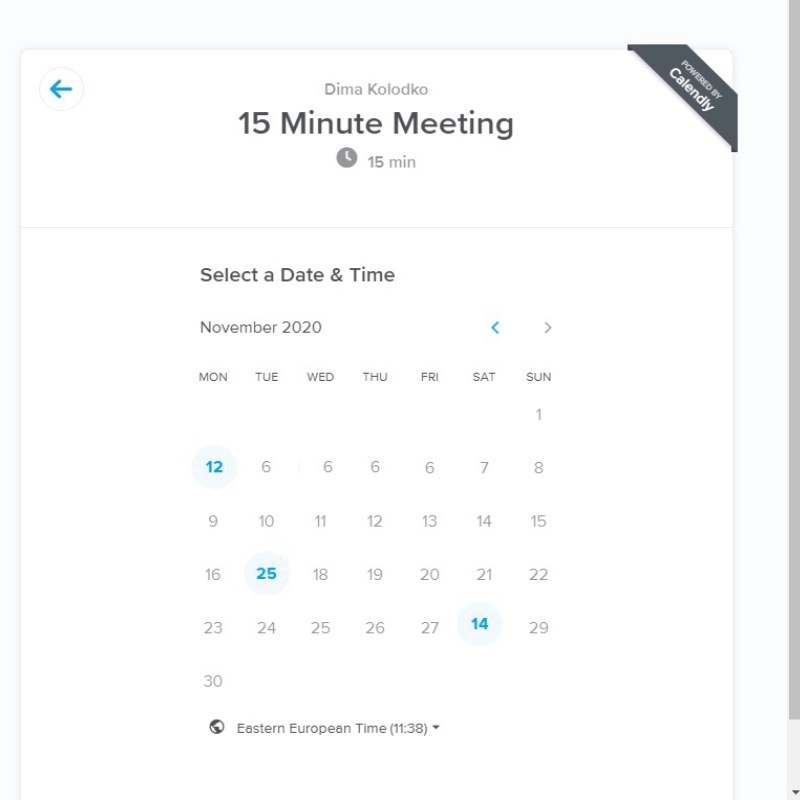 POWERED BY
Calendly
Dima Kolodko
15 Minute Meeting
15 min
Select a Date & Time
November 2020
MON TUE WED THU FRI SAT SUN
1
12 6 6 6 6 7 8
9 10 11 12 13 14 15
16 25 18 19 20 21 22
23 24 25 26 27 14 29
30
Eastern European Time (11:38)